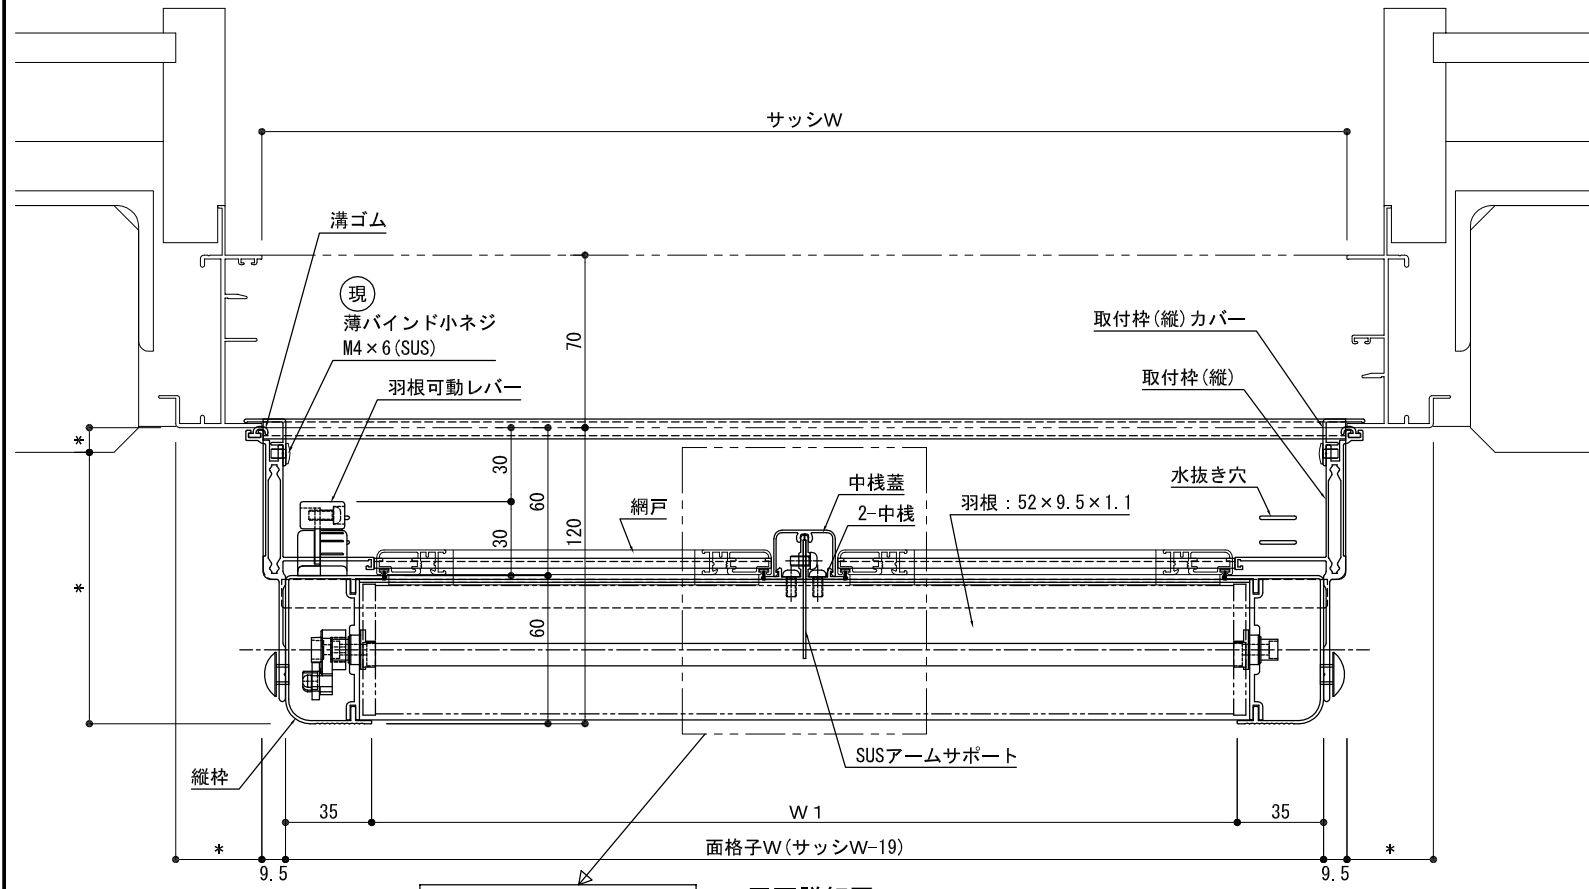 サッシW
溝ゴム
現
薄バインド小ネジ
M4×6(SUS)
羽根可動レバー
70
取付枠(縦)カバー
取付枠(縦)
水抜き穴
中桟蓋
2-中桟
網戸
羽根：52×9.5×1.1
*
30
60
30
120
*
60
SUSアームサポート
縦枠
35
W1
35
*
9.5
面格子W(サッシW-19)
9.5
*